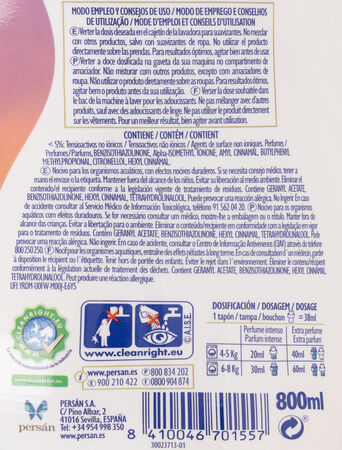 MODO EMPLEO Y CONSEJOS DE USO / MODO DE EMPREGO E CONSELHOS
DE UTILIZAÇÃO / MODE D'EMPLOI ET CONSEILS D'UTILISATION
E Verter la dosis deseada en el cajetín de la lavadora para suavizantes. No mezclar
con otros productos, salvo con suavizantes de ropa. No utilizar el producto
directamente sobre las prendas. Para resultados óptimos, agitar bien antes de usar.
P Verter a doce dosificada na gaveta da sua maquina no compartimento de
amaciador. Não misturar com outros produtos, excepto com amaciadores de
roupa. Não utilizar o produto directamente sobre as roupas. Para resultados ótimos,
agitar bem o produto antes de o usar. F Verser la dose souhaitée dans
le bac de la machine à laver pour les adoucissants. Ne pas mélanger avec d'autres
produits, sauf avec des adoucissants de linge. Ne pas utiliser le produit directement
sur les vêtements. Pour un meilleur résultat, bien agiter avant utilisation.
CONTIENE / CONTÉM / CONTIENT
< 5%: Tensoactivos no iónicos / Tensioactivos não iónicos / Agents de surface non ioniques. Perfumes
/ Perfumes/Parfums, BENZISOTHIAZOLINONE, Alpha-ISOMETHYL IONONE, AMYL CINNAMAL, BUTYLPHENYL
METHYLPROPIONAL, CITRONELLOL, HEXYL CINNAMAL.
E Nocivo para los organismos acuáticos, con efectos nocivos duraderos. Si se necesita consejo médico, tener a
mano el envase o la etiqueta. Mantener fuera del alcance de los niños. Evitar su liberación al medio ambiente. Eliminar el
contenido/el recipiente conforme a la legislación vigente de tratamiento de residuos. Contiene GERANYL ACETATE,
BENZISOTHIAZOLINONE, HEXYL CINNAMAL, TETRAHYDROLINALOOL. Puede provocar una reacción alérgica. No ingerir. En caso
de accidente consultar al Servicio Médico de Información Toxicológica, teléfono 91 562 04 20. P Nocivo para os organismos
aquáticos com efeitos duradouros. Se for necessário consultar um médico, mostre-lhe a embalagem ou o rótulo. Manter fora do
alcance das crianças. Evitar a libertação para o ambiente. Eliminar o conteúdo/recipiente em conformidade com a legislação em vigor
para o tratamento de resíduos. Contém GERANYL ACETATE, BENZISOTHIAZOLINONE, HEXYL CINNAMAL, TETRAHYDROLINALOOL. Pode
provocar uma reacção alérgica. Não ingerir. Em caso de acidente, consultar o Centro de Informação Antivenenos (CIAV) através do telefone
800 250 250. F Nocif pour les organismes aquatiques, entraîne des effets néfastes à long terme. En cas de consultation d'un médecin, garder à
disposition le récipient ou l'étiquette. Tenir hors de portée des enfants. Éviter le rejet dans l'environnement. Éliminer le contenu/récipient
conformément à la législation actuelle de traitement des déchets. Contient GERANYL ACETATE, BENZISOTHIAZOLINONE, HEXYL CINNAMAL,
TETRAHYDROLINALOOL. Peut produire une réaction allergique.
UFI: YRDM-U0FW-M00J-E6Y5
WWW.CLEANRIGHT.EU
www.cleanright.eu
© A.I.S.E.
www.persan.es
E 900 210 422
P 800 834 202
F 0800 904 874
DOSIFICACIÓN / DOSAGEM / DOSAGE
1 tapón / tampa / bouchon = 38ml
Perfume intenso
Parfum intense
Extra perfume
Extra parfum
4-5 Kg 20ml 40ml
6-8 Kg 30ml 60ml
persán
PERSÁN S.A.
C/ Pino Albar, 2
41016 Sevilla, ESPAÑA
Tel: +34 954 998 350
www.persan.es
30023713-01
800ml
8 410046 701557